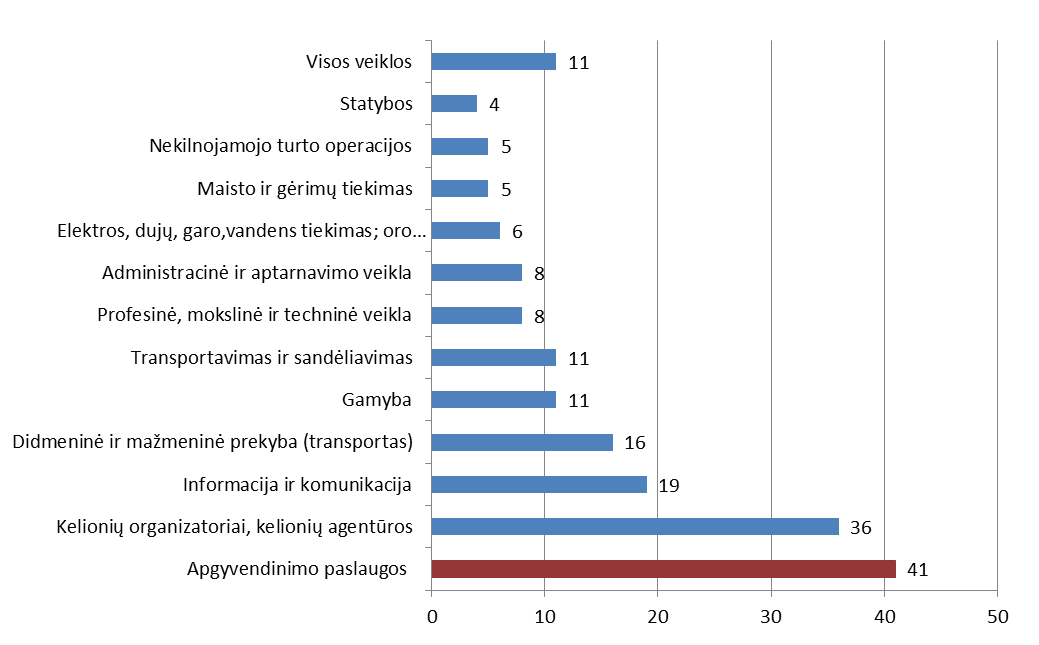 Visos veiklos 11
Statybos 4
Nekilnojamojo turto operacijos 5
Maisto ir gėrimų tiekimas 5
Elektros, dujų, garo,vandens tiekimas; oro... 6
Administracinė ir aptarnavimo veikla 8
Profesinė, mokslinė ir techninė veikla 8
Transportavimas ir sandėliavimas 11
Gamyba 11
Didmeninė ir mažmeninė prekyba (transportas) 16
Informacija ir komunikacija 19
Kelionių organizatoriai, kelionių agentūros 36
Apgyvendinimo paslaugos 41
0 10 20 30 40 50